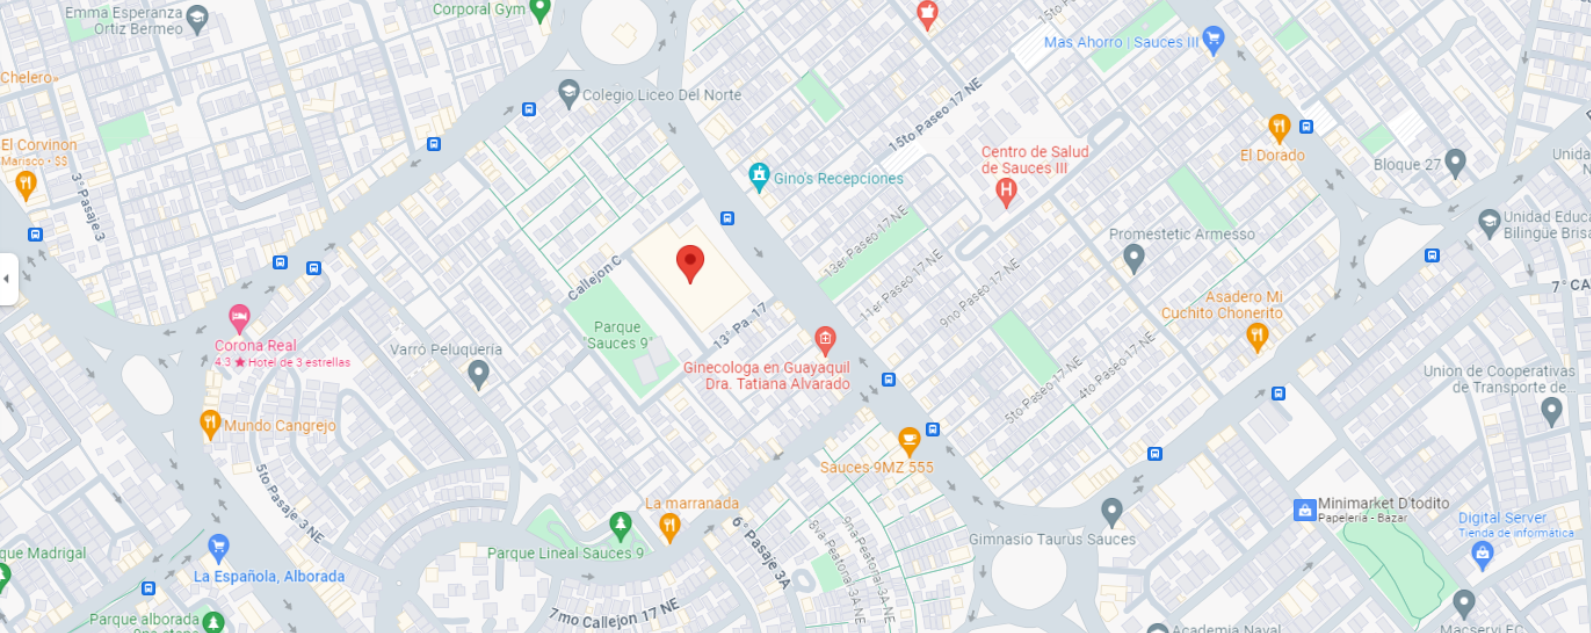 Emma Esperanza
Ortiz Bermeo
Corporal Gym
15to Paseo 17
Mas Ahorro | Sauces III
Chelero»
Colegio Liceo Del Norte
15to Paseo 17 NE
El Corvinon
Marisco • $$
Centro de Salud
de Sauces III
El Dorado
Bloque 27
Unida
3° Pasaje 3
Gino's Recepciones
Unidad Educa
Bilingüe Brisa
13er Paseo 17 NE
Promestetic Armesso
Callejon C
11er Paseo 17 NE
9no Paseo 17 NE
7° CA
Asadero Mi
Cuchito Chonerito
Parque
"Sauces 9"
13° Pa. 17
Corona Real
4.3 ★ Hotel de 3 estrellas
Varró Peluquería
Ginecologa en Guayaquil
Dra. Tatiana Alvarado
5to Paseo 17 NE
4to Paseo 17 NE
Union de Cooperativas
de Transporte de
Mundo Cangrejo
Sauces 9MZ 555
5to Pasaje 3 NE
La marranada
Minimarket D'todito
Papelería - Bazar
Digital Server
Tienda de informática
6° Pasaje 3A
8va Peatonal 3A NE
9na Peatonal 3A-NE
Gimnasio Taurus Sauces
que Madrigal
Parque Lineal Sauces 9
La Española, Alborada
7mo Callejon 17 NE
Parque alborada
Academia Naval
Macservi EC